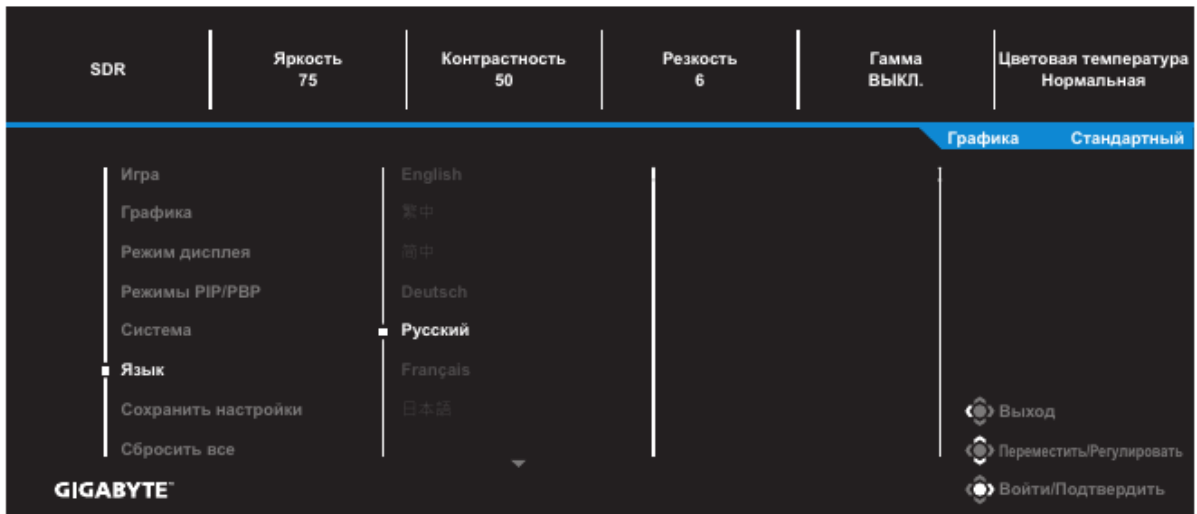 SDR
Яркость
75
Контрастность
50
Резкость
6
Гамма
ВЫКЛ.
Цветовая температура
Нормальная
Графика Стандартный
Игра
Графика
Режим дисплея
Режимы PIP/PBP
Система
Язык
Сохранить настройки
Сбросить все
English
繁中
简中
Deutsch
Русский
Français
日本語
Выход
Переместить/Регулировать
Войти/Подтвердить
GIGABYTE™